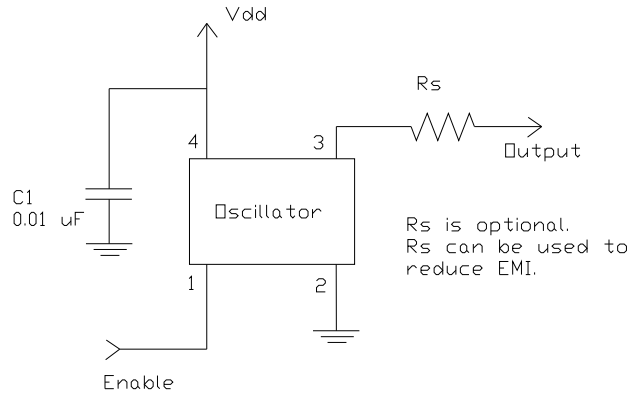 Vdd
Rs
4
3
Output
C1
0.01 uF
Oscillator
Rs is optional.
Rs can be used to
reduce EMI.
1
2
Enable